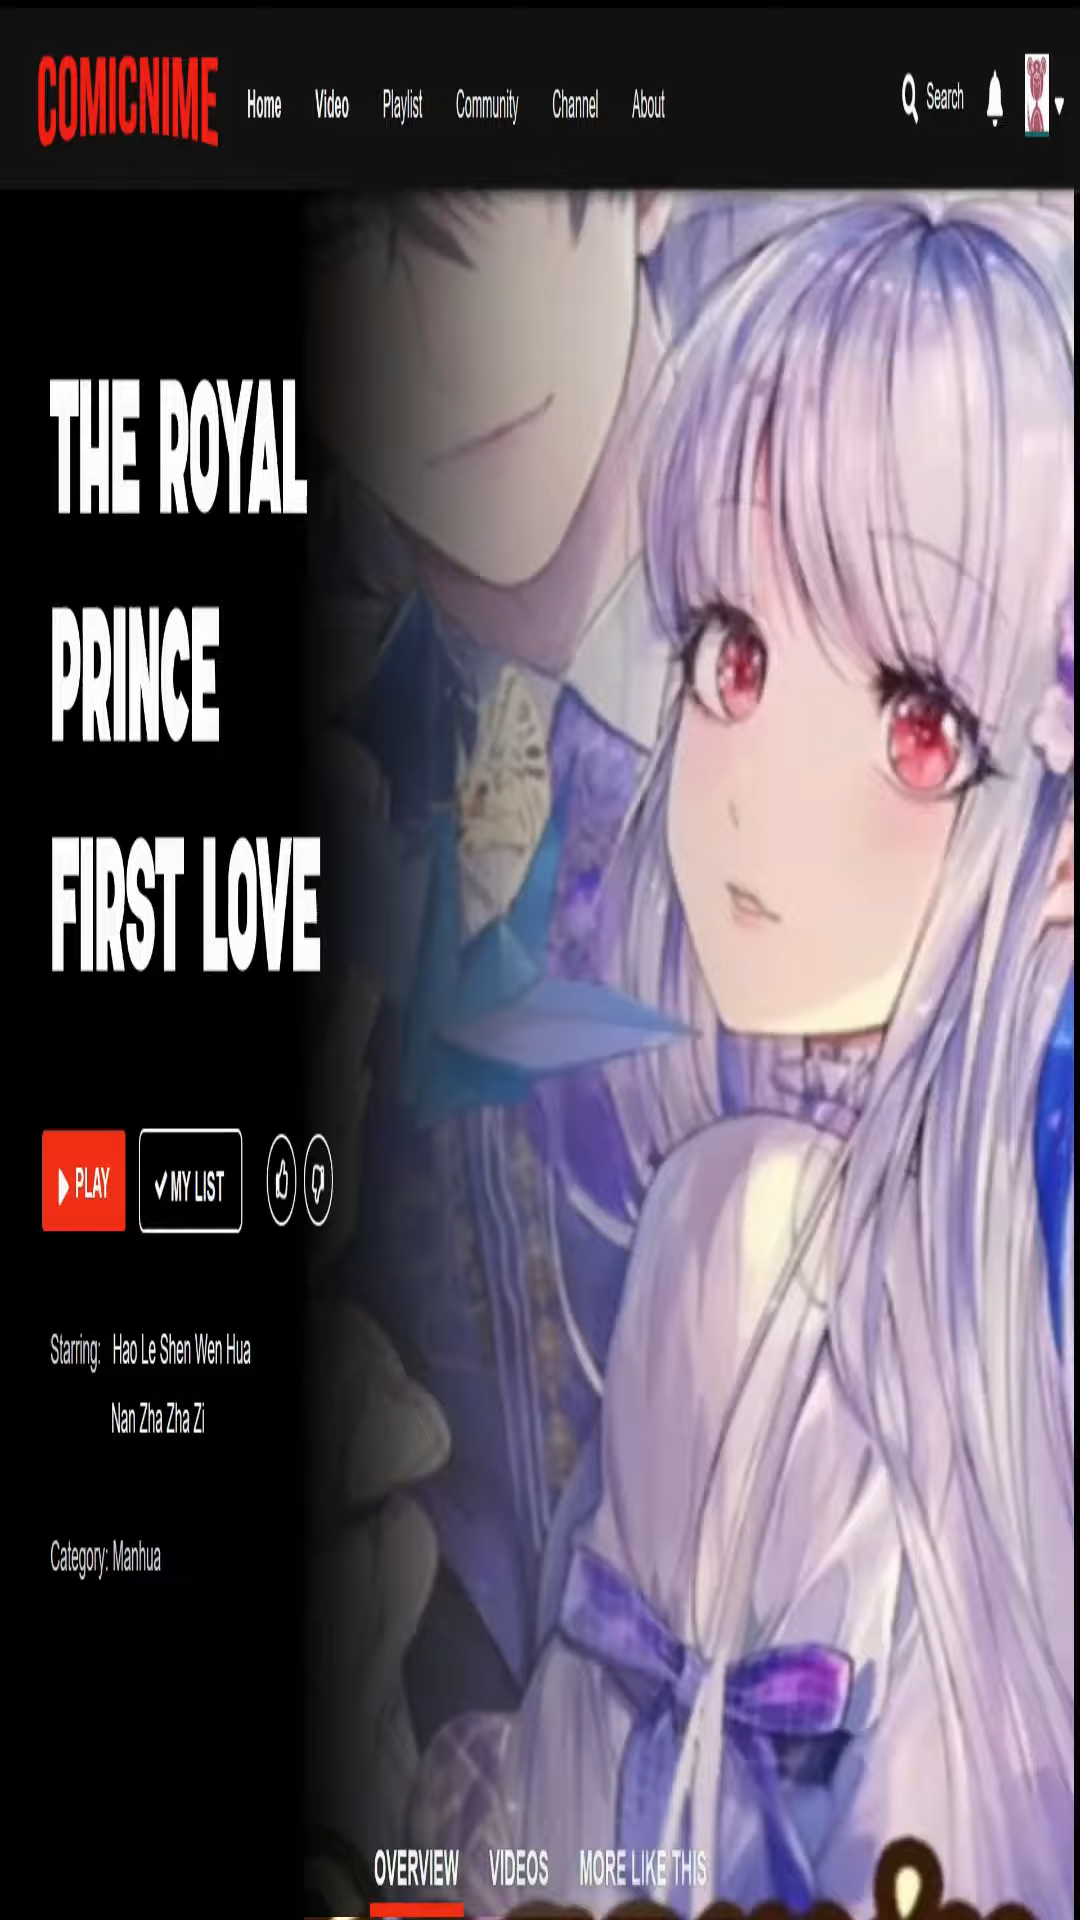 COMICNIME
Home Video Playlist Community Channel About
Search
THE ROYAL
PRINCE
FIRST LOVE
PLAY
MY LIST
Starring: Hao Le Shen Wen Hua
Nan Zha Zha Zi
Category: Manhua
OVERVIEW VIDEOS MORE LIKE THIS